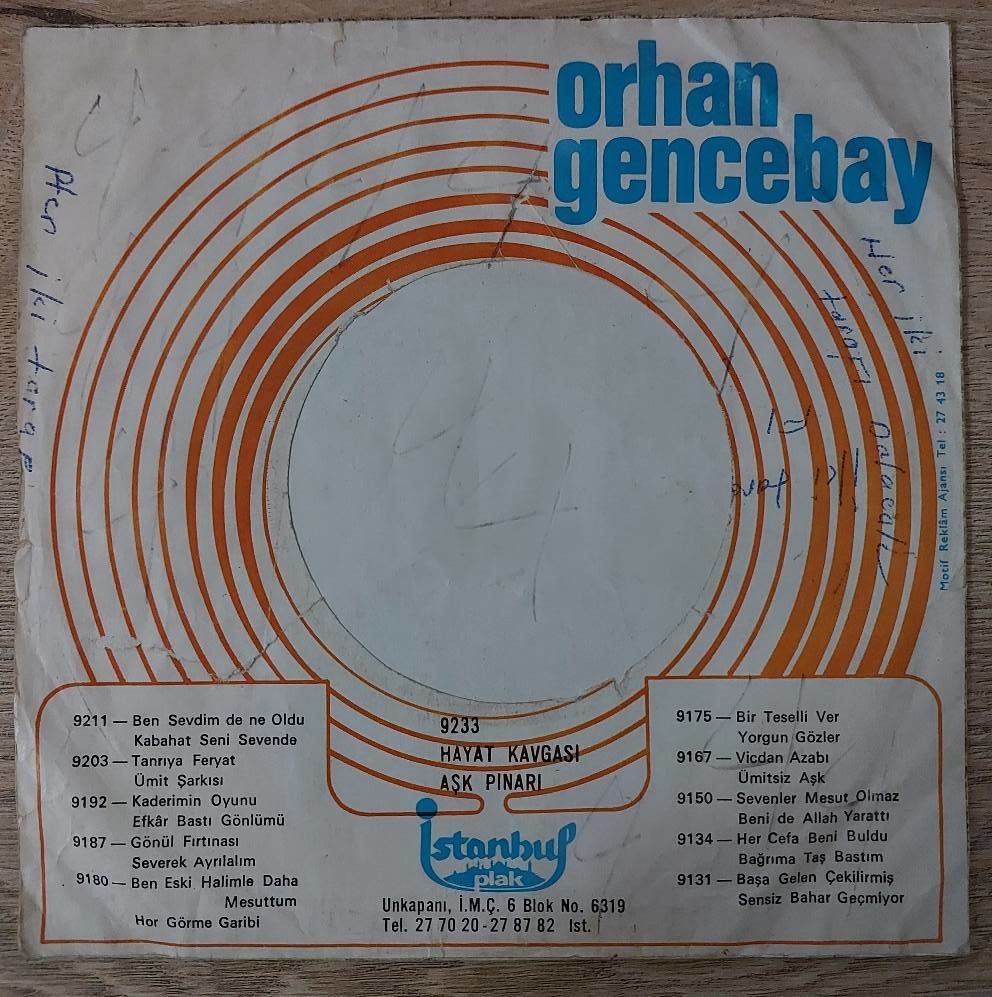 orhan
gencebay
Her iki taraf
Her iki
taraf
Motif Reklâm Ajansı Tel : 27 43 18 :
9211 — Ben Sevdim de ne Oldu
Kabahat Seni Sevende
9203 — Tanrıya Feryat
Ümit Şarkısı
9192 — Kaderimin Oyunu
Efkâr Bastı Gönlümü
9187 — Gönül Fırtınası
Severek Ayrılalım
9180 — Ben Eski Halimle Daha
Mesuttum
Hor Görme Garibi
9233
HAYAT KAVGASI
AŞK PINARI
istanbul
plak
Unkapanı, İ.M.Ç. 6 Blok No. 6319
Tel. 27 70 20 - 27 87 82 Ist.
9175 — Bir Teselli Ver
Yorgun Gözler
9167 — Vicdan Azabı
Ümitsiz Aşk
9150 — Sevenler Mesut Olmaz
Beni de Allah Yarattı
9134 — Her Cefa Beni Buldu
Bağrıma Taş Bastım
9131 — Başa Gelen Çekilirmiş
Sensiz Bahar Geçmiyor